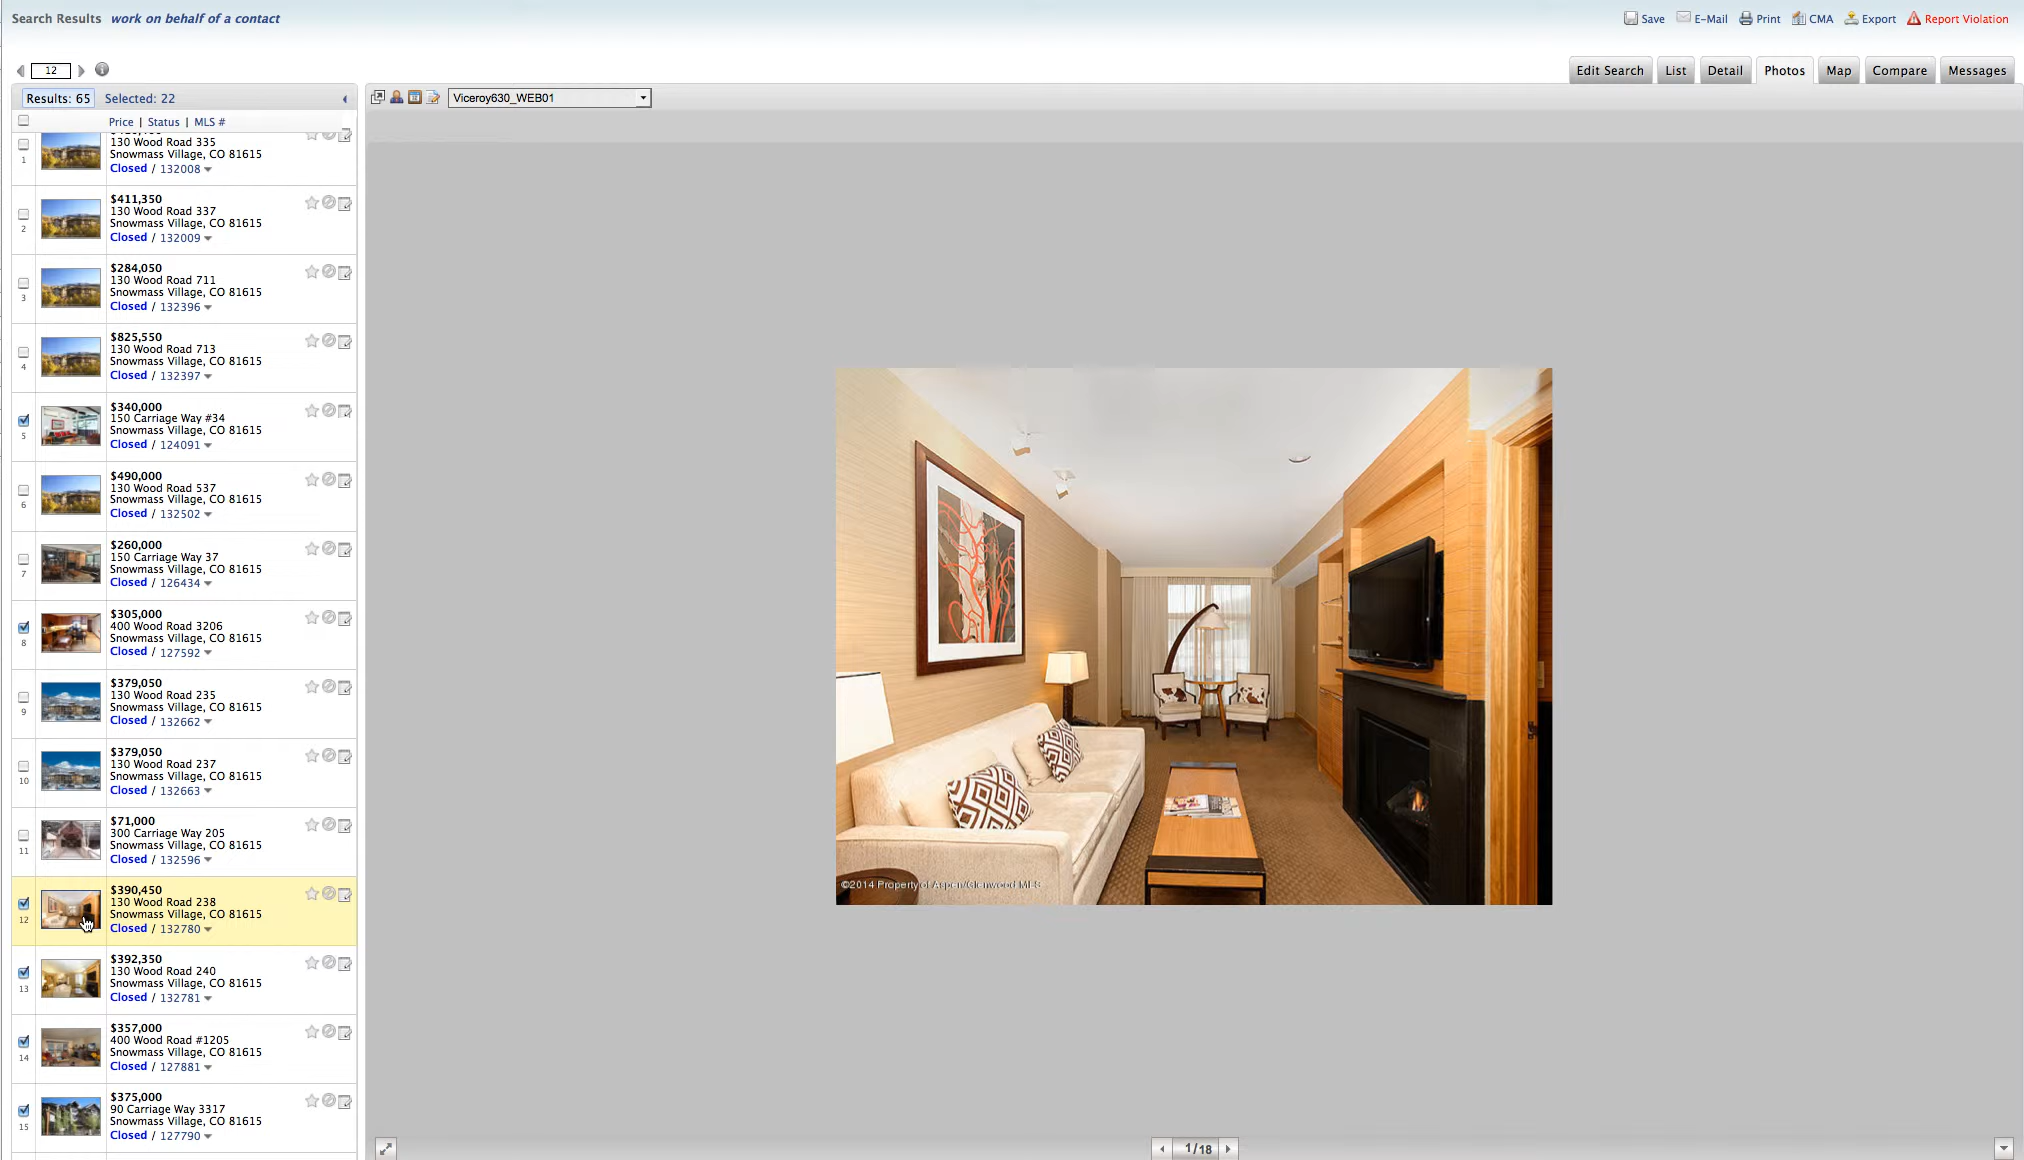 Search Results work on behalf of a contact
Save E-Mail Print CMA Export Report Violation
12
Edit Search List Detail Photos Map Compare Messages
Results: 65 Selected: 22
Viceroy630_WEB01
Price | Status | MLS #
1
130 Wood Road 335
Snowmass Village, CO 81615
Closed / 132008
2
$411,350
130 Wood Road 337
Snowmass Village, CO 81615
Closed / 132009
3
$284,050
130 Wood Road 711
Snowmass Village, CO 81615
Closed / 132396
4
$825,550
130 Wood Road 713
Snowmass Village, CO 81615
Closed / 132397
5
$340,000
150 Carriage Way #34
Snowmass Village, CO 81615
Closed / 124091
6
$490,000
130 Wood Road 537
Snowmass Village, CO 81615
Closed / 132502
7
$260,000
150 Carriage Way 37
Snowmass Village, CO 81615
Closed / 126434
8
$305,000
400 Wood Road 3206
Snowmass Village, CO 81615
Closed / 127592
9
$379,050
130 Wood Road 235
Snowmass Village, CO 81615
Closed / 132662
10
$379,050
130 Wood Road 237
Snowmass Village, CO 81615
Closed / 132663
11
$71,000
300 Carriage Way 205
Snowmass Village, CO 81615
Closed / 132596
12
$390,450
130 Wood Road 238
Snowmass Village, CO 81615
Closed / 132780
13
$392,350
130 Wood Road 240
Snowmass Village, CO 81615
Closed / 132781
14
$357,000
400 Wood Road #1205
Snowmass Village, CO 81615
Closed / 127881
15
$375,000
90 Carriage Way 3317
Snowmass Village, CO 81615
Closed / 127790
©2014 Property of Aspen/Glenwood MLS
1/18